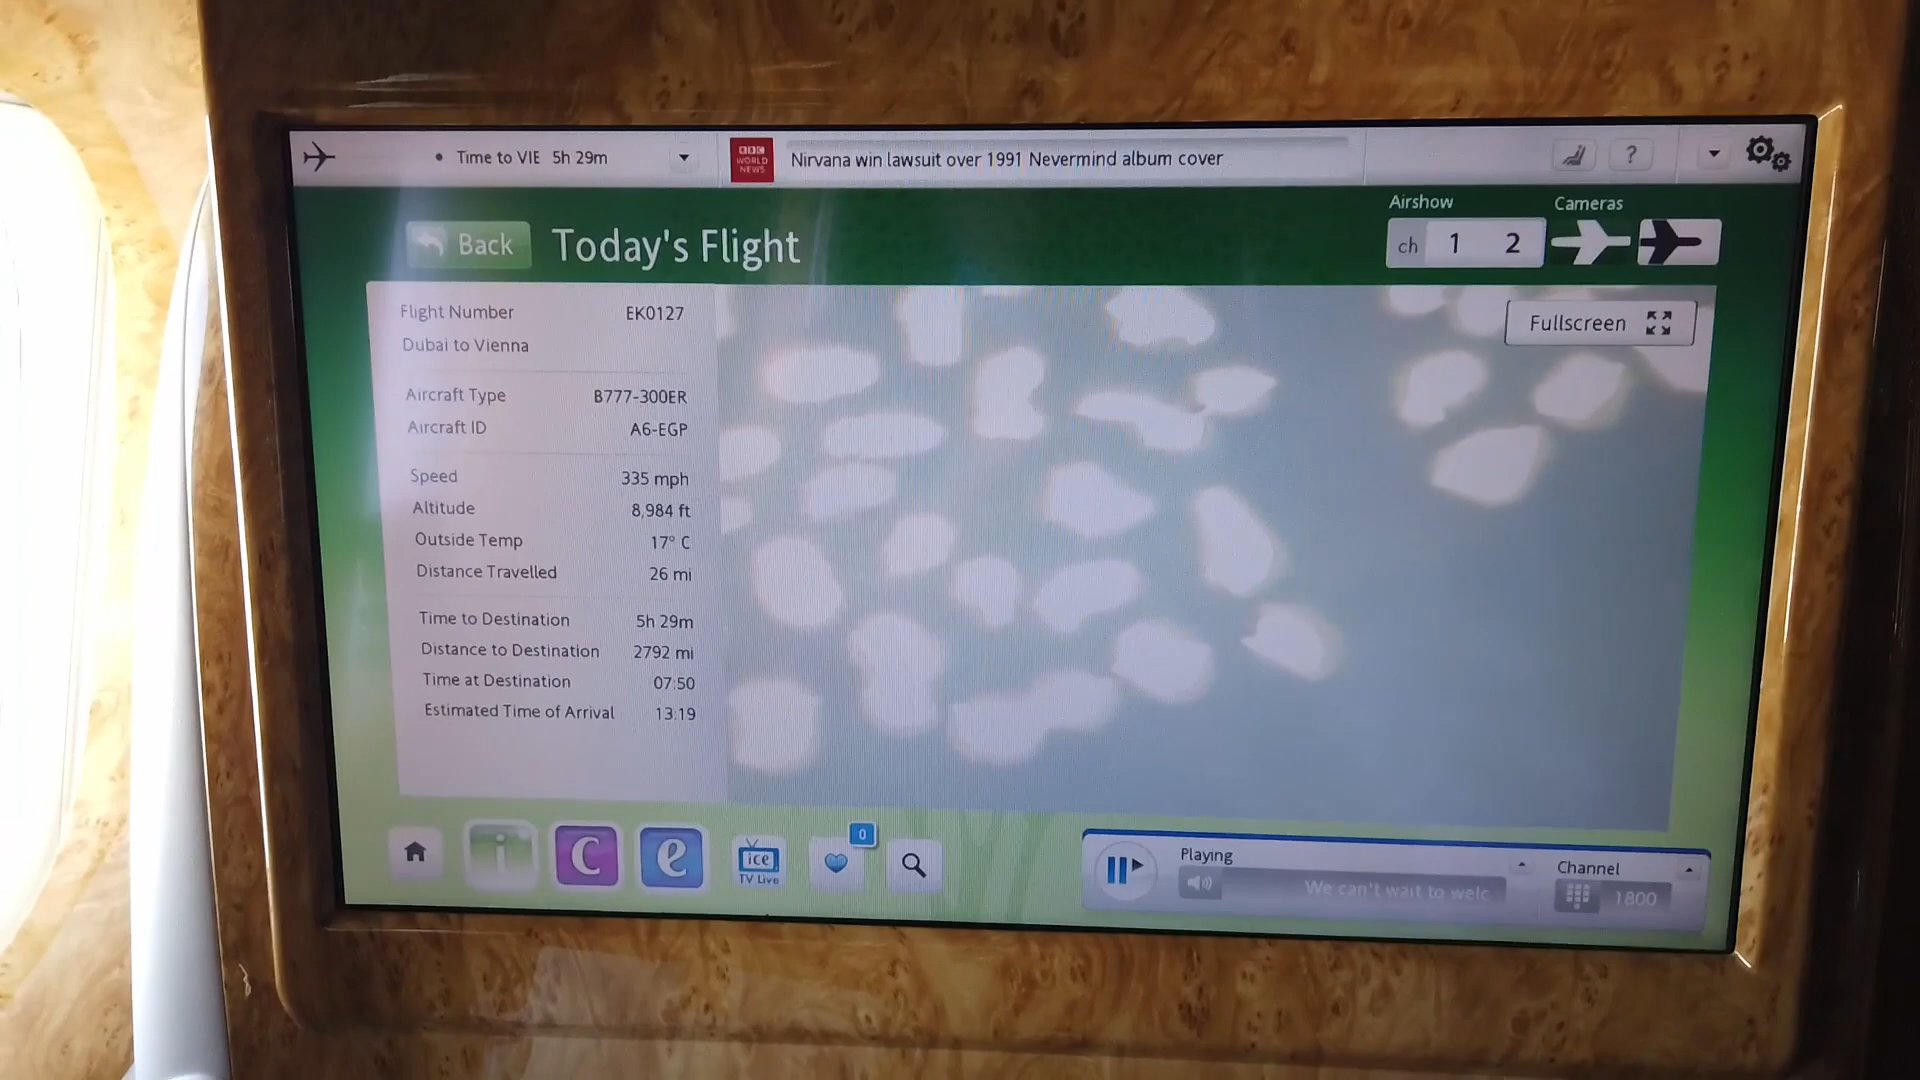 Time to VIE 5h 29m
BBC
WORLD
NEWS
Nirvana win lawsuit over 1991 Nevermind album cover
?
Back
Today's Flight
Airshow
Cameras
ch 1 2
Fullscreen
Flight Number EK0127
Dubai to Vienna
Aircraft Type B777-300ER
Aircraft ID A6-EGP
Speed 335 mph
Altitude 8,984 ft
Outside Temp 17° C
Distance Travelled 26 mi
Time to Destination 5h 29m
Distance to Destination 2792 mi
Time at Destination 07:50
Estimated Time of Arrival 13:19
i
C
e
ice
TV Live
0
Playing
We can't wait to welc
Channel
1800